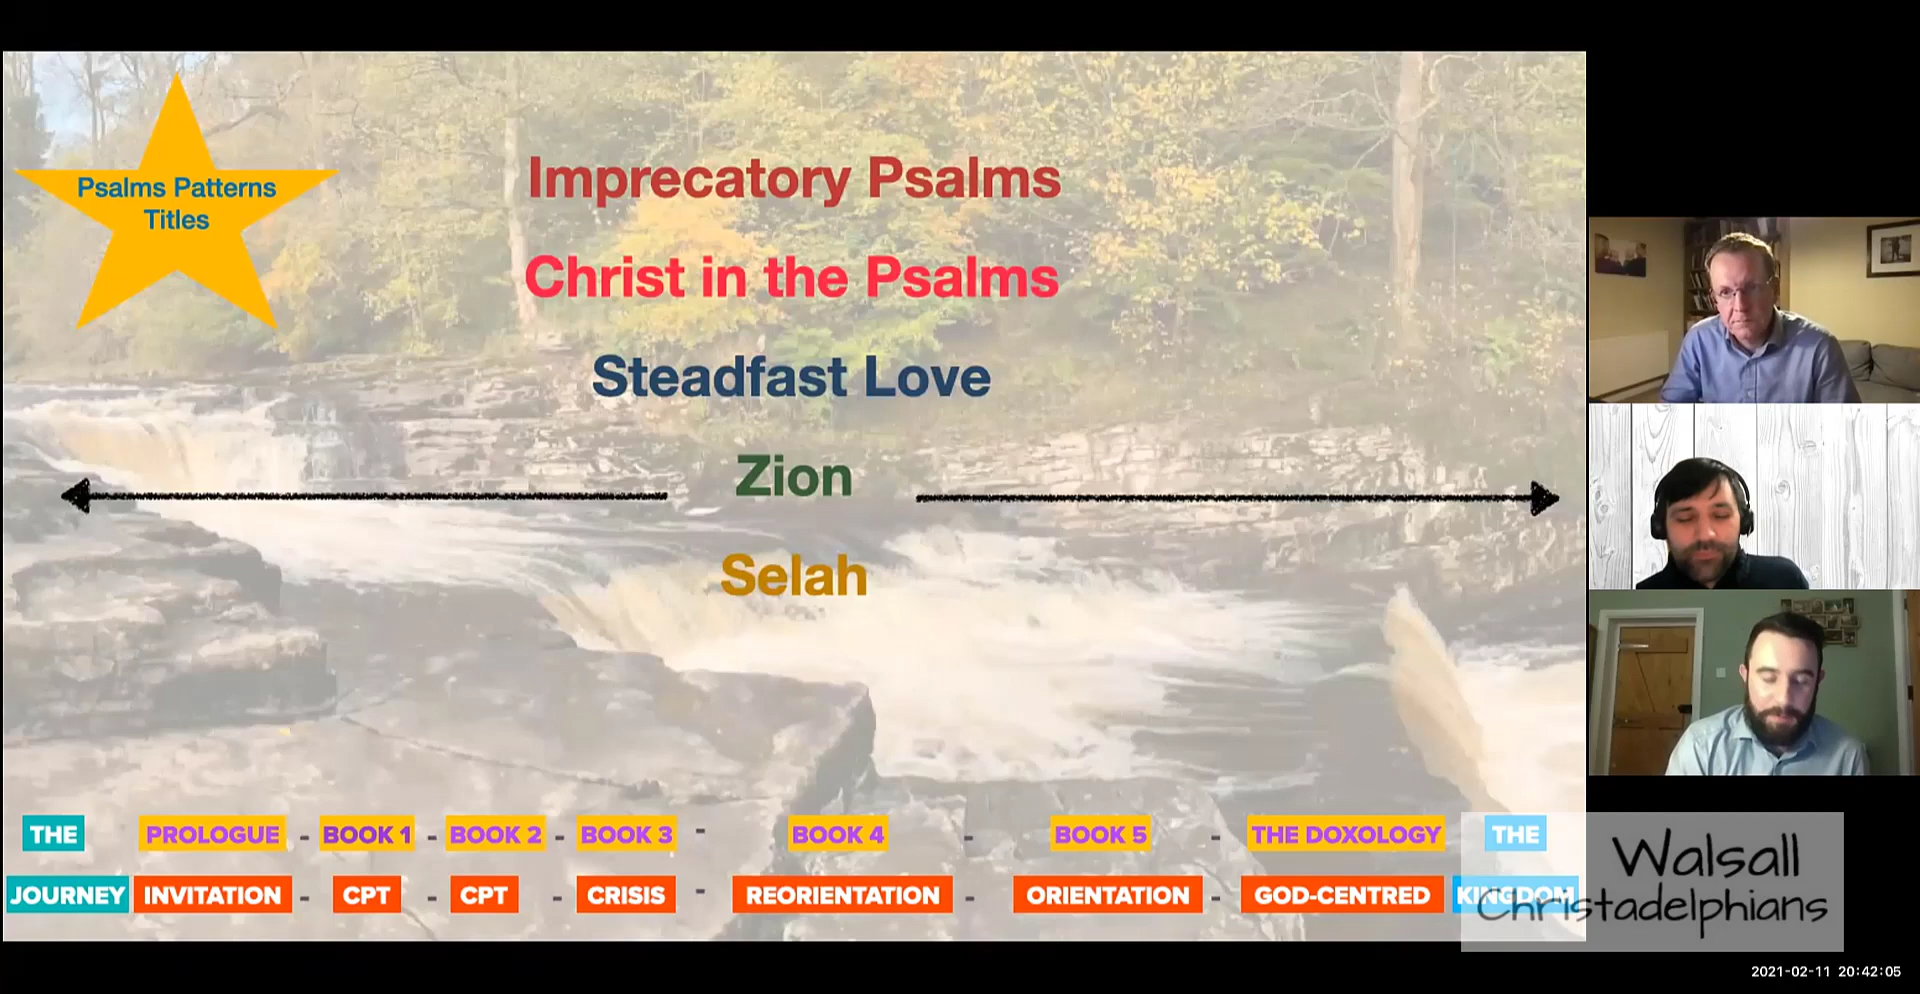 Psalms Patterns
Titles
Imprecatory Psalms
Christ in the Psalms
Steadfast Love
Zion
Selah
THE PROLOGUE - BOOK 1 - BOOK 2 - BOOK 3 - BOOK 4 - BOOK 5 - THE DOXOLOGY THE
JOURNEY INVITATION - CPT - CPT - CRISIS - REORIENTATION - ORIENTATION - GOD-CENTRED KINGDOM
Walsall
Christadelphians
2021-02-11 20:42:05